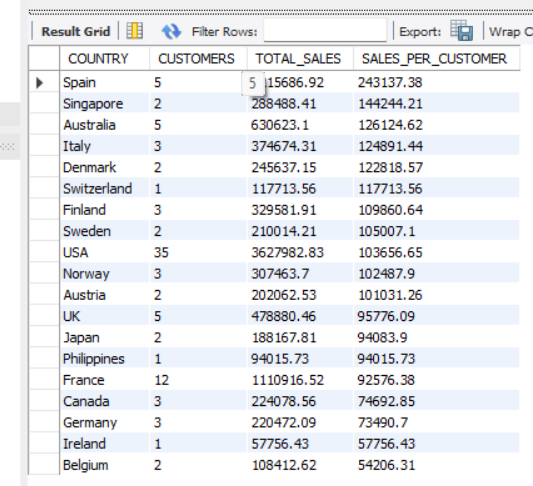 Result Grid Filter Rows: Export: Wrap C
COUNTRY CUSTOMERS TOTAL_SALES SALES_PER_CUSTOMER
Spain 5 5 15686.92 243137.38
Singapore 2 288488.41 144244.21
Australia 5 630623.1 126124.62
Italy 3 374674.31 124891.44
Denmark 2 245637.15 122818.57
Switzerland 1 117713.56 117713.56
Finland 3 329581.91 109860.64
Sweden 2 210014.21 105007.1
USA 35 3627982.83 103656.65
Norway 3 307463.7 102487.9
Austria 2 202062.53 101031.26
UK 5 478880.46 95776.09
Japan 2 188167.81 94083.9
Philippines 1 94015.73 94015.73
France 12 1110916.52 92576.38
Canada 3 224078.56 74692.85
Germany 3 220472.09 73490.7
Ireland 1 57756.43 57756.43
Belgium 2 108412.62 54206.31